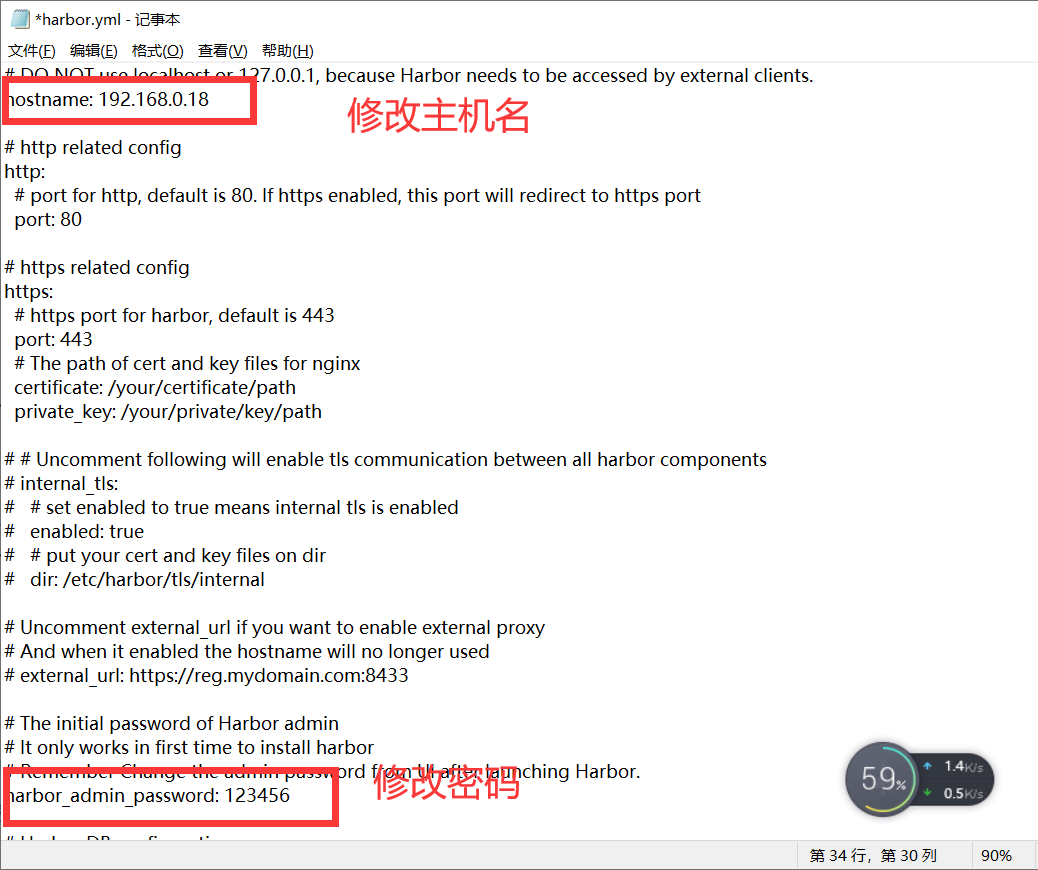 *harbor.yml - 记事本
文件(F) 编辑(E) 格式(O) 查看(V) 帮助(H)
# DO NOT use localhost or 127.0.0.1, because Harbor needs to be accessed by external clients.
hostname: 192.168.0.18
修改主机名
# http related config
http:
  # port for http, default is 80. If https enabled, this port will redirect to https port
  port: 80
# https related config
https:
  # https port for harbor, default is 443
  port: 443
  # The path of cert and key files for nginx
  certificate: /your/certificate/path
  private_key: /your/private/key/path
# # Uncomment following will enable tls communication between all harbor components
# internal_tls:
#   # set enabled to true means internal tls is enabled
#   enabled: true
#   # put your cert and key files on dir
#   dir: /etc/harbor/tls/internal
# Uncomment external_url if you want to enable external proxy
# And when it enabled the hostname will no longer used
# external_url: https://reg.mydomain.com:8433
# The initial password of Harbor admin
# It only works in first time to install harbor
# Remember Change the admin password from UI after launching Harbor.
harbor_admin_password: 123456
修改密码
59%
1.4K/s
0.5K/s
# Harbor DB configuration
第 34 行，第 30 列
90%